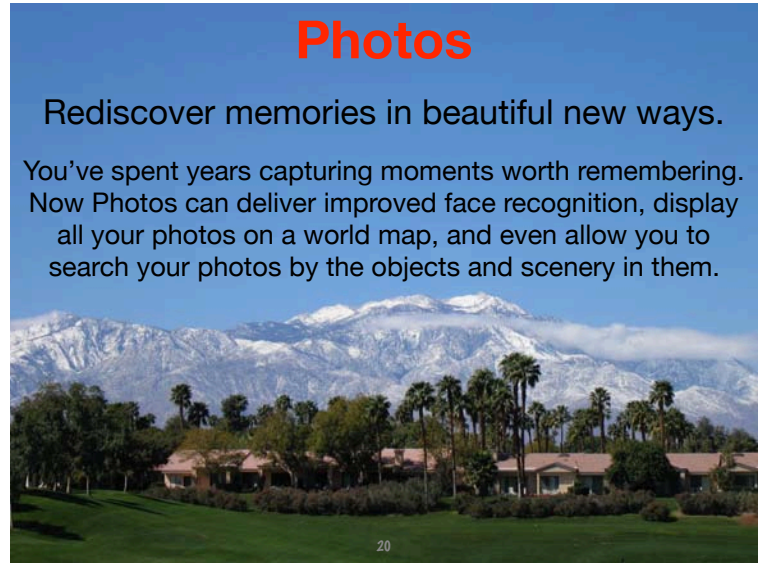 Photos
Rediscover memories in beautiful new ways.
You’ve spent years capturing moments worth remembering.
Now Photos can deliver improved face recognition, display
all your photos on a world map, and even allow you to
search your photos by the objects and scenery in them.
20